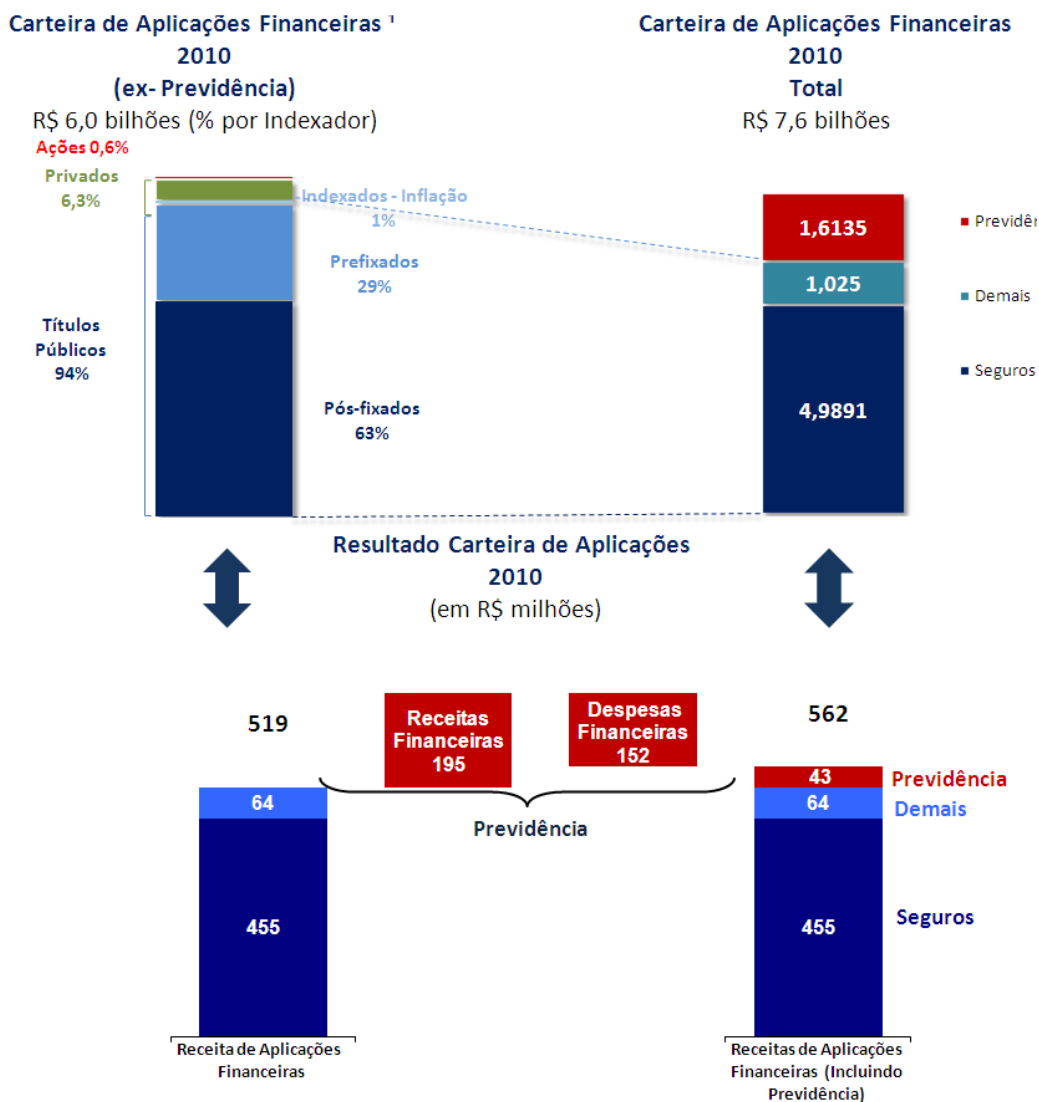 Carteira de Aplicações Financeiras ¹
2010
(ex- Previdência)
R$ 6,0 bilhões (% por Indexador)
Ações 0,6%
Privados
6,3%
Indexados - Inflação
1%
Prefixados
29%
Títulos
Públicos
94%
Pós-fixados
63%
Carteira de Aplicações Financeiras
2010
Total
R$ 7,6 bilhões
1,6135
1,025
4,9891
Previdê
Demais
Seguros
Resultado Carteira de Aplicações
2010
(em R$ milhões)
519
64
455
Receita de Aplicações
Financeiras
Receitas
Financeiras
195
Despesas
Financeiras
152
Previdência
562
43
64
455
Previdência
Demais
Seguros
Receitas de Aplicações
Financeiras (Incluindo
Previdência)